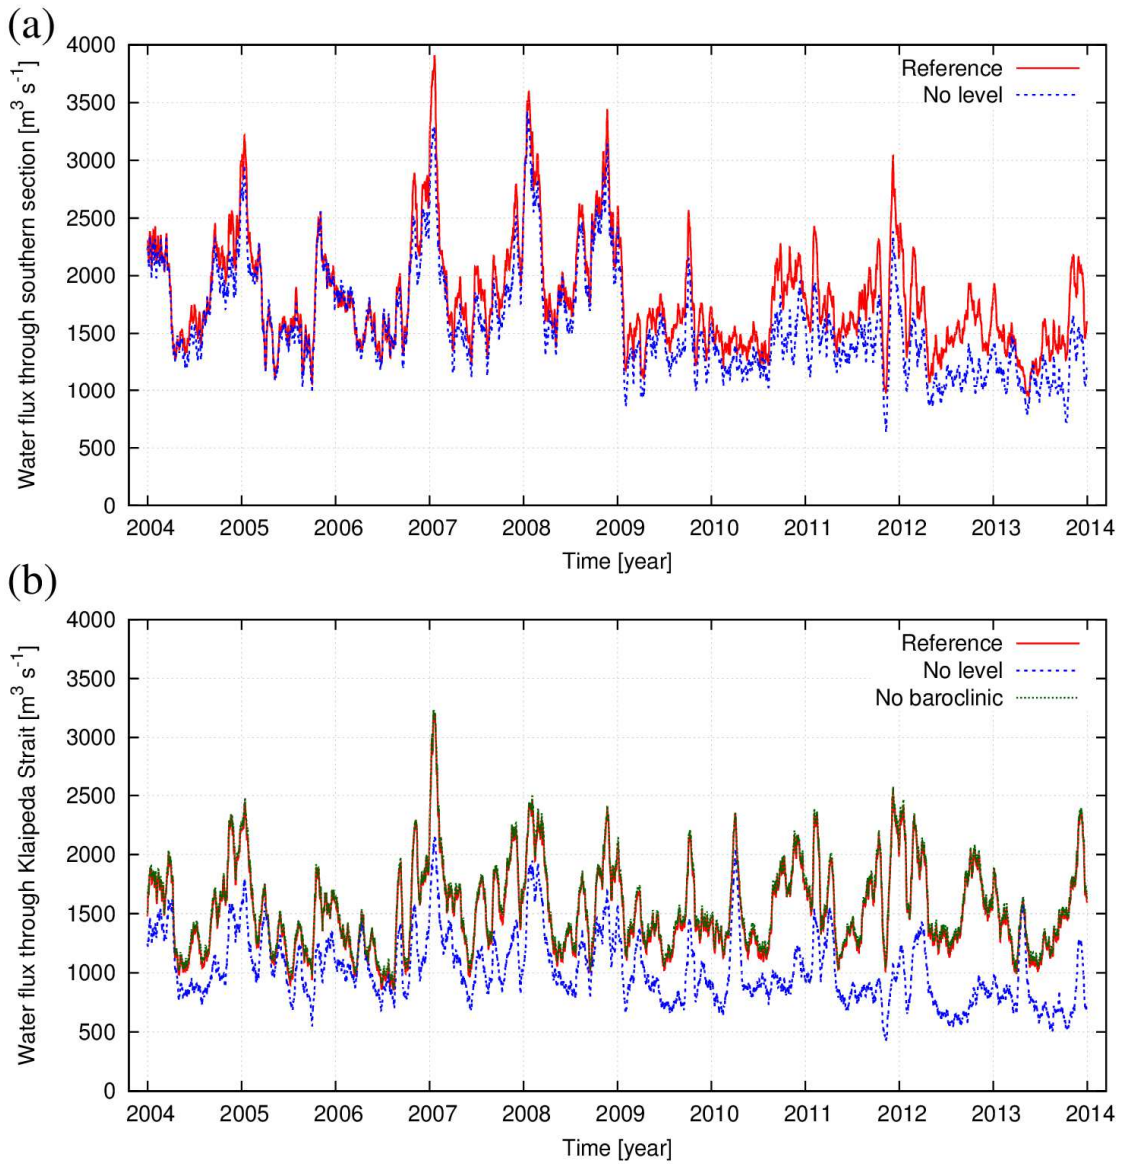 (a)
Water flux through southern section [m³ s⁻¹]
4000
3500
3000
2500
2000
1500
1000
500
0
Reference
No level
2004 2005 2006 2007 2008 2009 2010 2011 2012 2013 2014
Time [year]
(b)
Water flux through Klaipeda Strait [m³ s⁻¹]
4000
3500
3000
2500
2000
1500
1000
500
0
Reference
No level
No baroclinic
2004 2005 2006 2007 2008 2009 2010 2011 2012 2013 2014
Time [year]